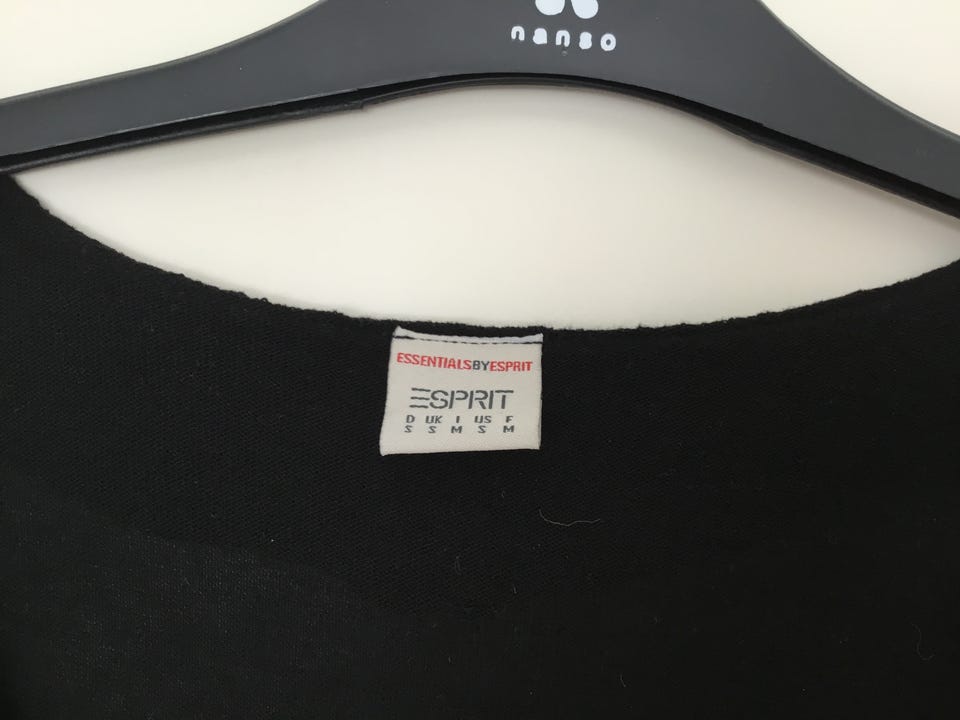 nanso
ESSENTIALSBYESPRIT
ESPRIT
D UK I US F
S S M S M